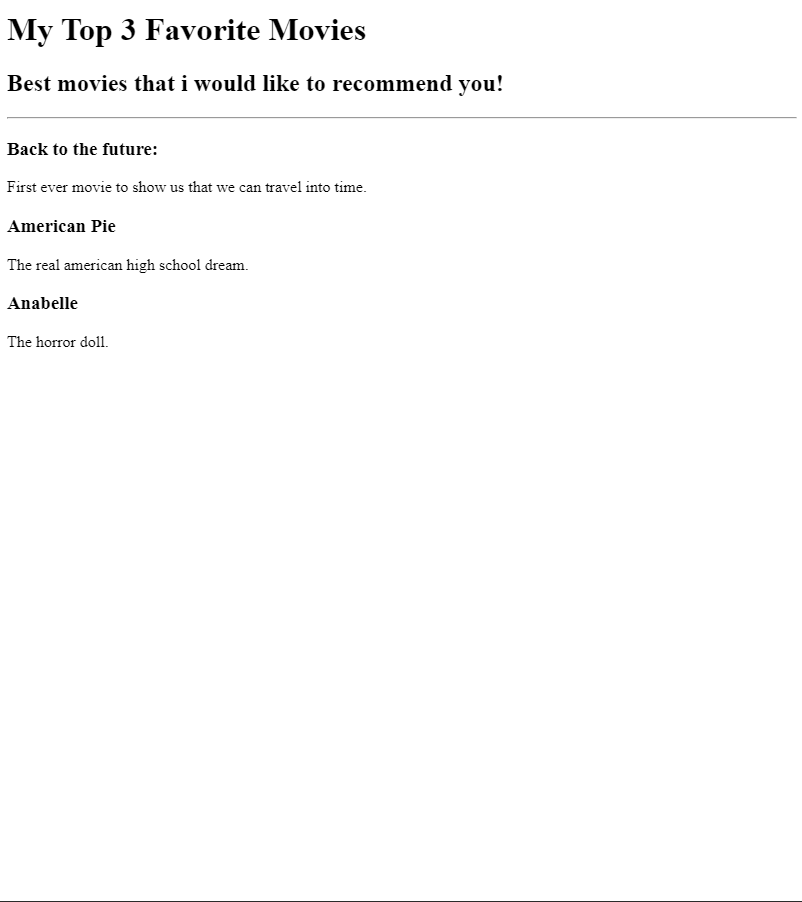 My Top 3 Favorite Movies
Best movies that i would like to recommend you!
Back to the future:
First ever movie to show us that we can travel into time.
American Pie
The real american high school dream.
Anabelle
The horror doll.